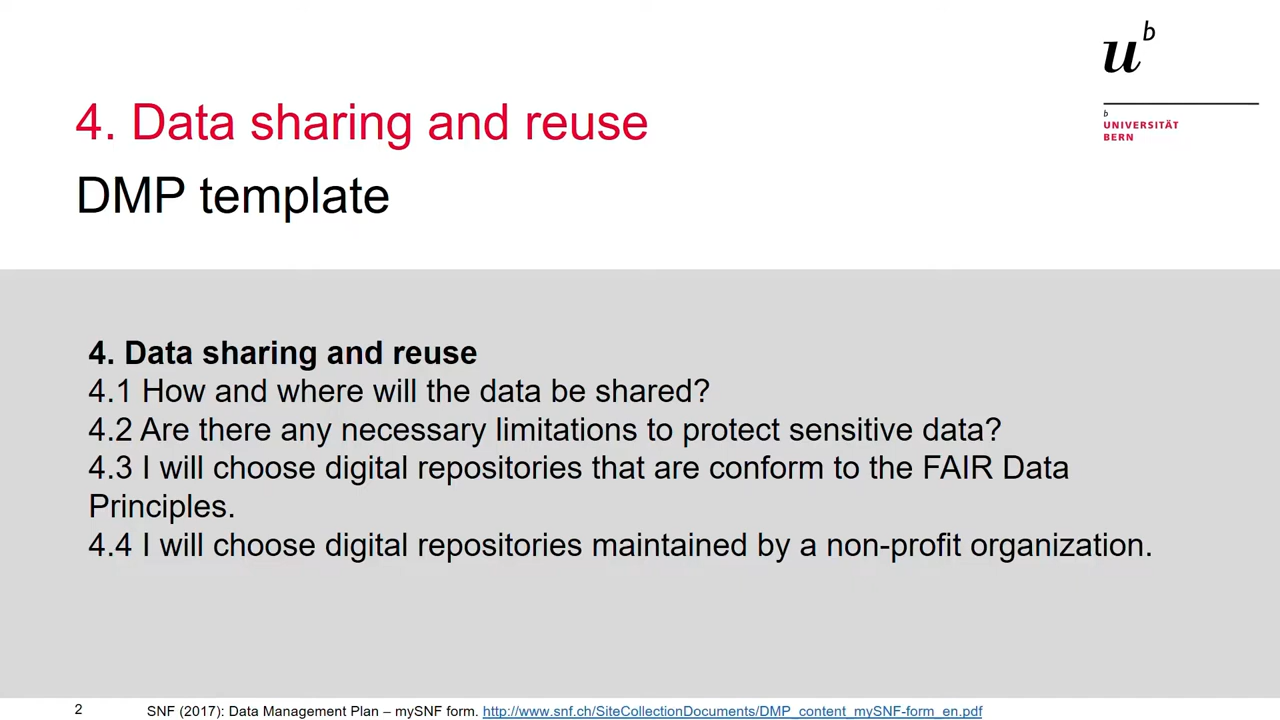 u b
b
UNIVERSITÄT
BERN
4. Data sharing and reuse
DMP template
4. Data sharing and reuse
4.1 How and where will the data be shared?
4.2 Are there any necessary limitations to protect sensitive data?
4.3 I will choose digital repositories that are conform to the FAIR Data
Principles.
4.4 I will choose digital repositories maintained by a non-profit organization.
2 SNF (2017): Data Management Plan – mySNF form. http://www.snf.ch/SiteCollectionDocuments/DMP_content_mySNF-form_en.pdf